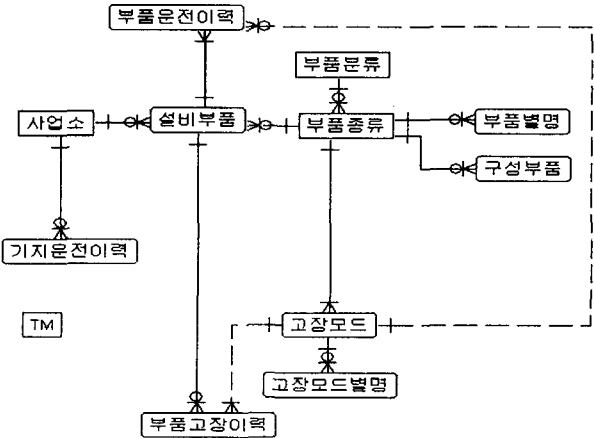 부품운전이력
부품분류
사업소
설비부품
부품종류
부품별명
구성부품
기지운전이력
TM
고장모드
고장모드별명
부품고장이력